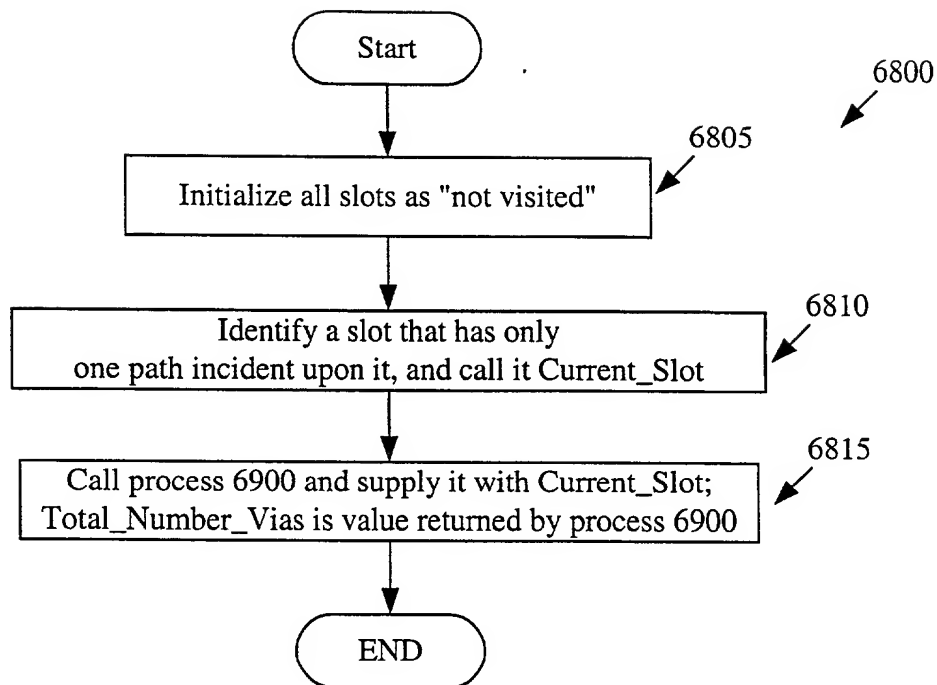 Start
6800
6805
Initialize all slots as "not visited"
6810
Identify a slot that has only
one path incident upon it, and call it Current_Slot
6815
Call process 6900 and supply it with Current_Slot;
Total_Number_Vias is value returned by process 6900
END